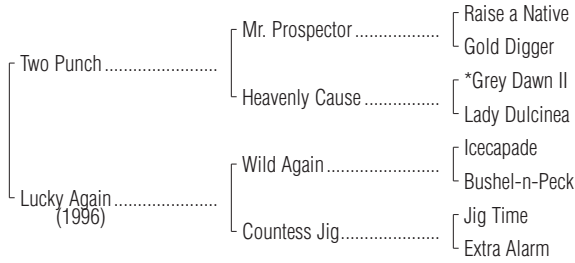 Raise a Native
Mr. Prospector ..................
Gold Digger
Two Punch ........................
*Grey Dawn II
Heavenly Cause ................
Lady Dulcinea
Icecapade
Wild Again ........................
Bushel-n-Peck
Lucky Again ......................
(1996)
Jig Time
Countess Jig.....................
Extra Alarm